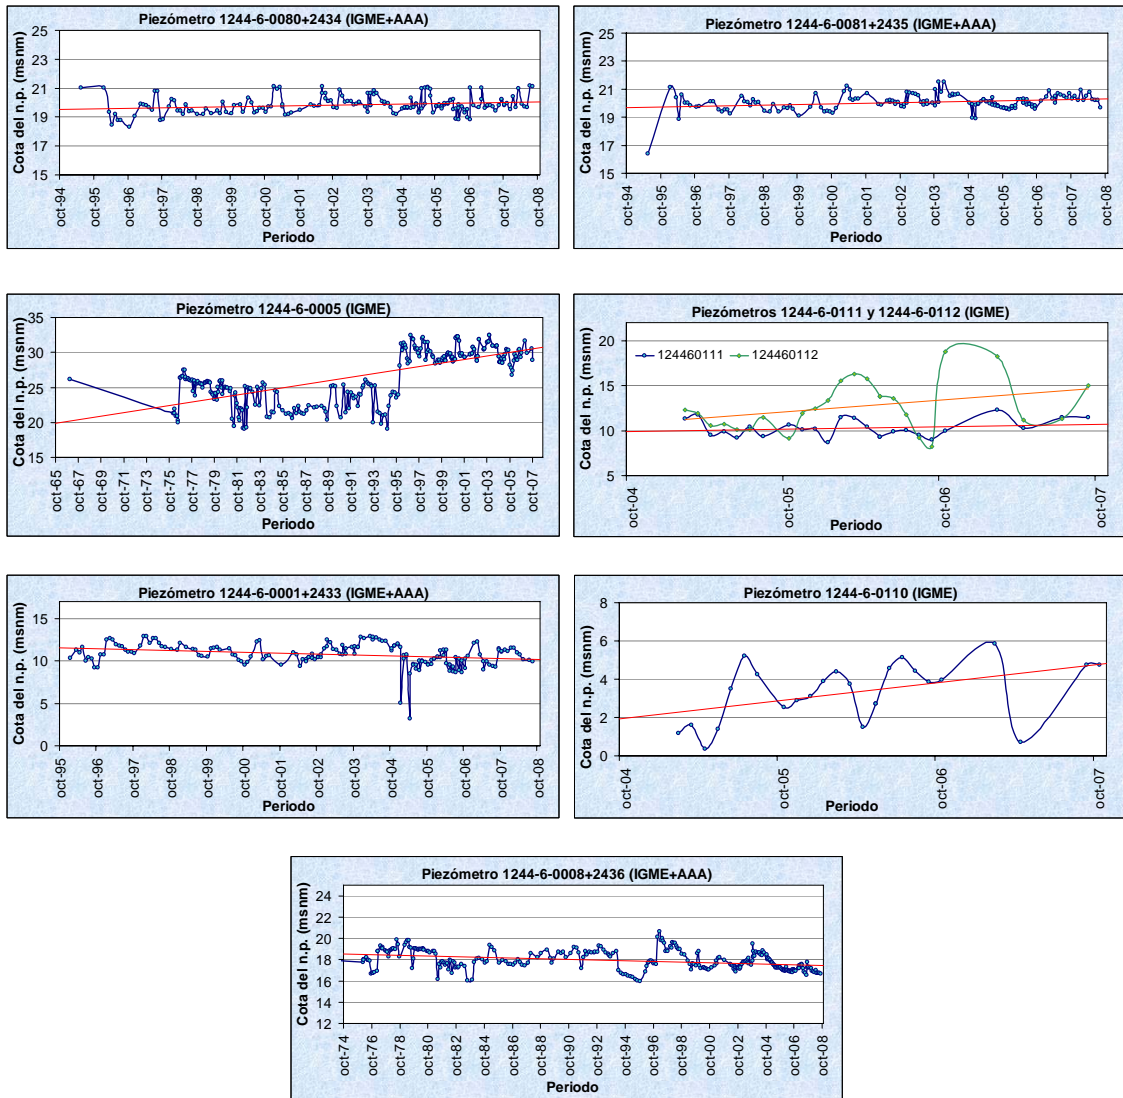 Piezómetro 1244-6-0080+2434 (IGME+AAA)
Cota del n.p. (msnm)
25
23
21
19
17
15
oct-94
oct-95
oct-96
oct-97
oct-98
oct-99
oct-00
oct-01
oct-02
oct-03
oct-04
oct-05
oct-06
oct-07
oct-08
Periodo
Piezómetro 1244-6-0081+2435 (IGME+AAA)
Cota del n.p. (msnm)
25
23
21
19
17
15
oct-94
oct-95
oct-96
oct-97
oct-98
oct-99
oct-00
oct-01
oct-02
oct-03
oct-04
oct-05
oct-06
oct-07
oct-08
Periodo
Piezómetro 1244-6-0005 (IGME)
Cota del n.p. (msnm)
35
30
25
20
15
oct-65
oct-67
oct-69
oct-71
oct-73
oct-75
oct-77
oct-79
oct-81
oct-83
oct-85
oct-87
oct-89
oct-91
oct-93
oct-95
oct-97
oct-99
oct-01
oct-03
oct-05
oct-07
Periodo
Piezómetros 1244-6-0111 y 1244-6-0112 (IGME)
Cota del n.p. (msnm)
124460111
124460112
20
15
10
5
oct-04
oct-05
oct-06
oct-07
Periodo
Piezómetro 1244-6-0001+2433 (IGME+AAA)
Cota del n.p. (msnm)
15
10
5
0
oct-95
oct-96
oct-97
oct-98
oct-99
oct-00
oct-01
oct-02
oct-03
oct-04
oct-05
oct-06
oct-07
oct-08
Periodo
Piezómetro 1244-6-0110 (IGME)
Cota del n.p. (msnm)
8
6
4
2
0
oct-04
oct-05
oct-06
oct-07
Periodo
Piezómetro 1244-6-0008+2436 (IGME+AAA)
Cota del n.p. (msnm)
24
22
20
18
16
14
12
oct-74
oct-76
oct-78
oct-80
oct-82
oct-84
oct-86
oct-88
oct-90
oct-92
oct-94
oct-96
oct-98
oct-00
oct-02
oct-04
oct-06
oct-08
Periodo